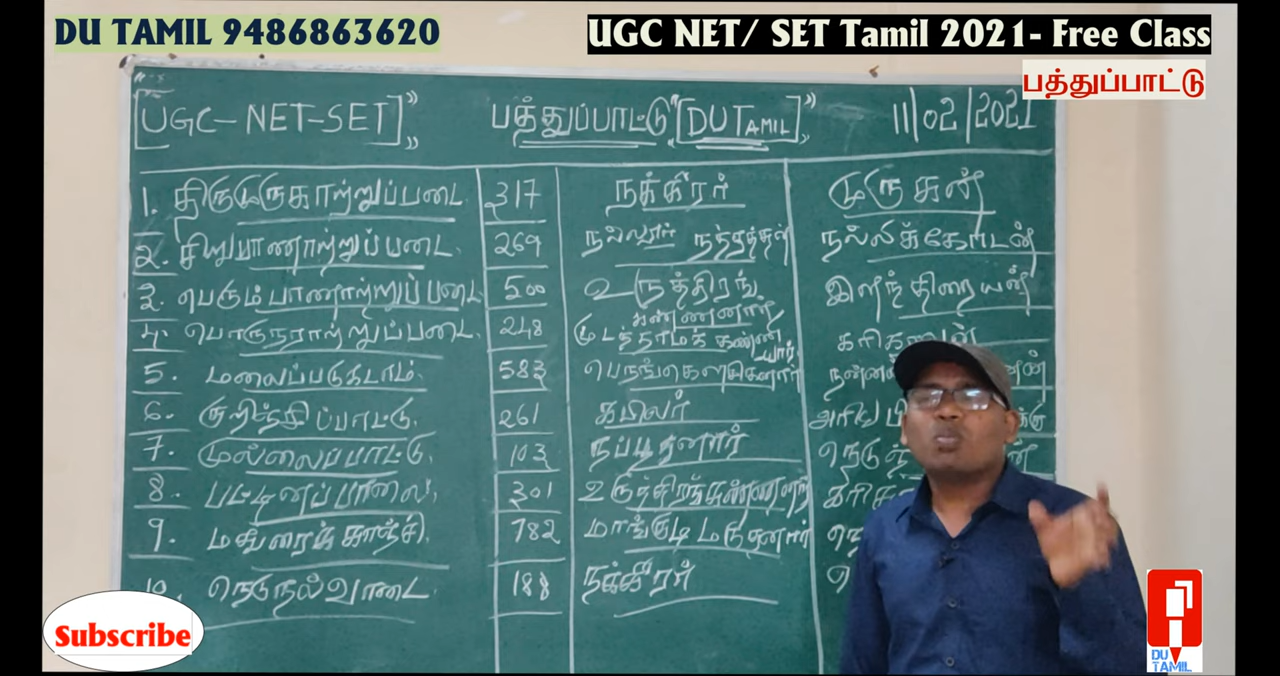 DU TAMIL 9486863620
UGC NET/ SET Tamil 2021- Free Class
பத்துப்பாட்டு
[UGC-NET-SET]” பத்துப்பாட்டு “[DU TAMIL]” 11/02/2021
1. திருமுருகாற்றுப்படை 317 நக்கீரர் முருகன்
2. சிறுபாணாற்றுப்படை 269 நல்லூர் நத்தத்தன் நல்லிக்கோடன்
3. பெரும்பாணாற்றுப்படை 500 உருத்திரங்கண்ணனார் இளந்திரையன்
4. பொருநராற்றுப்படை 248 முடத்தாமக்கண்ணியார்
5. மலைப்படுகடாம் 583 பெருங்கௌசிகனார்
6. குறிஞ்சிப்பாட்டு 261 கபிலர்
7. முல்லைப்பாட்டு 103 நப்பூதனார்
8. பட்டினப்பாலை 301 உருத்திரங்கண்ணனார்
9. மதுரைக் காஞ்சி 782 மாங்குடி மருதனார்
10. நெடுநல்வாடை 188 நக்கீரர்
Subscribe
DU
TAMIL